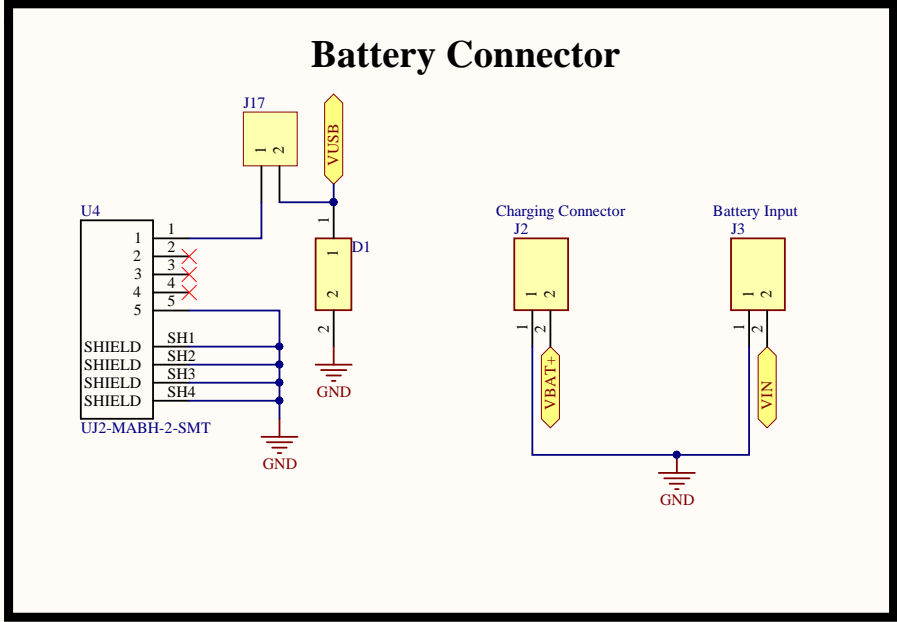 Battery Connector
J17
1
2
VUSB
U4
1
1
2
2
3
3
4
4
5
5
SHIELD SH1
SHIELD SH2
SHIELD SH3
SHIELD SH4
UJ2-MABH-2-SMT
GND
1
D1
1
2
2
GND
Charging Connector
J2
1
2
1
2
VBAT+
Battery Input
J3
1
2
1
2
VIN
GND